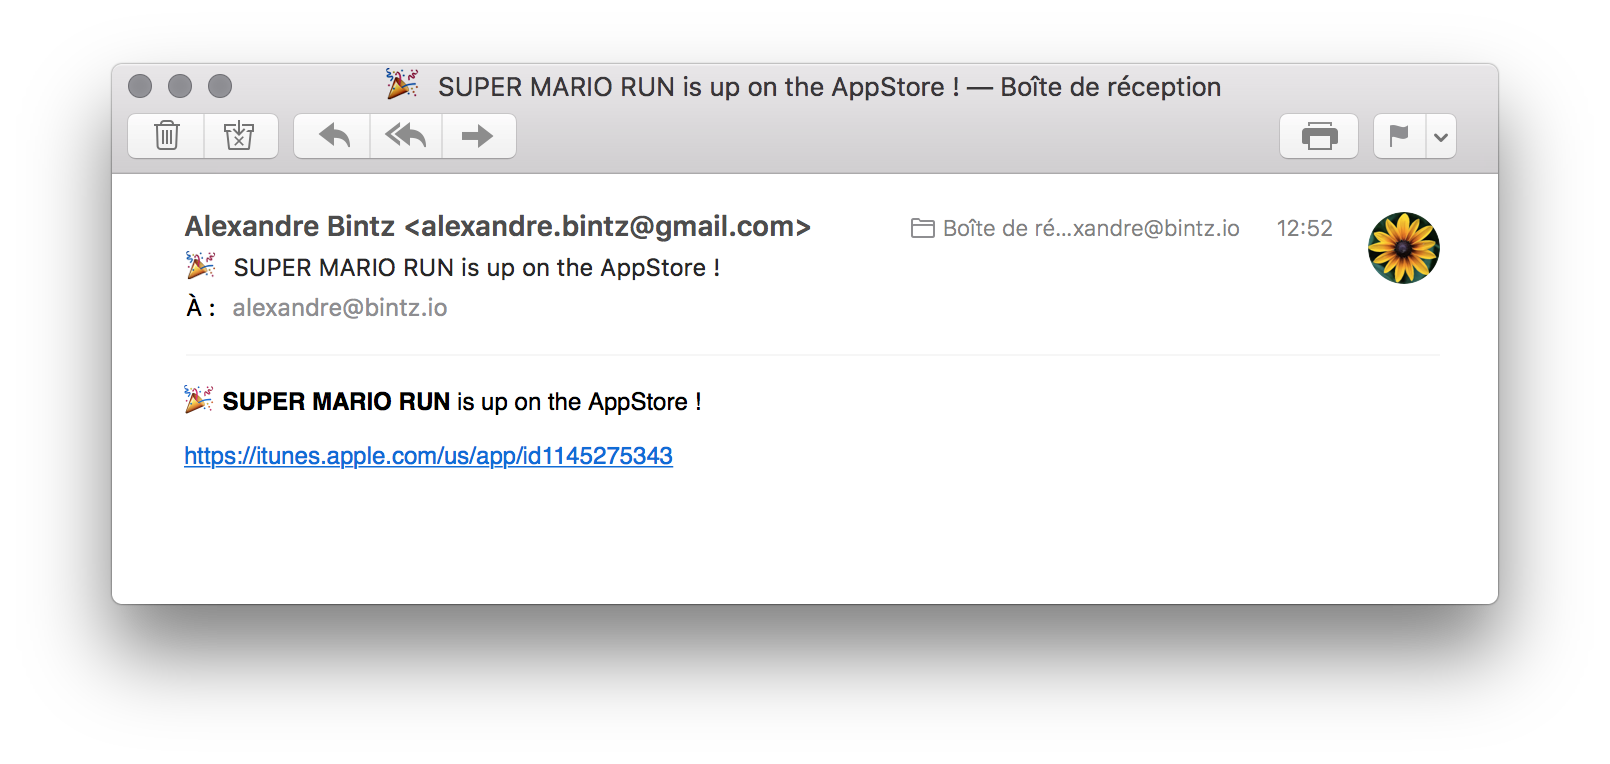 🎉 SUPER MARIO RUN is up on the AppStore ! — Boîte de réception
Alexandre Bintz <alexandre.bintz@gmail.com>
Boîte de ré...xandre@bintz.io
12:52
🎉 SUPER MARIO RUN is up on the AppStore !
À : alexandre@bintz.io
🎉 SUPER MARIO RUN is up on the AppStore !
https://itunes.apple.com/us/app/id1145275343